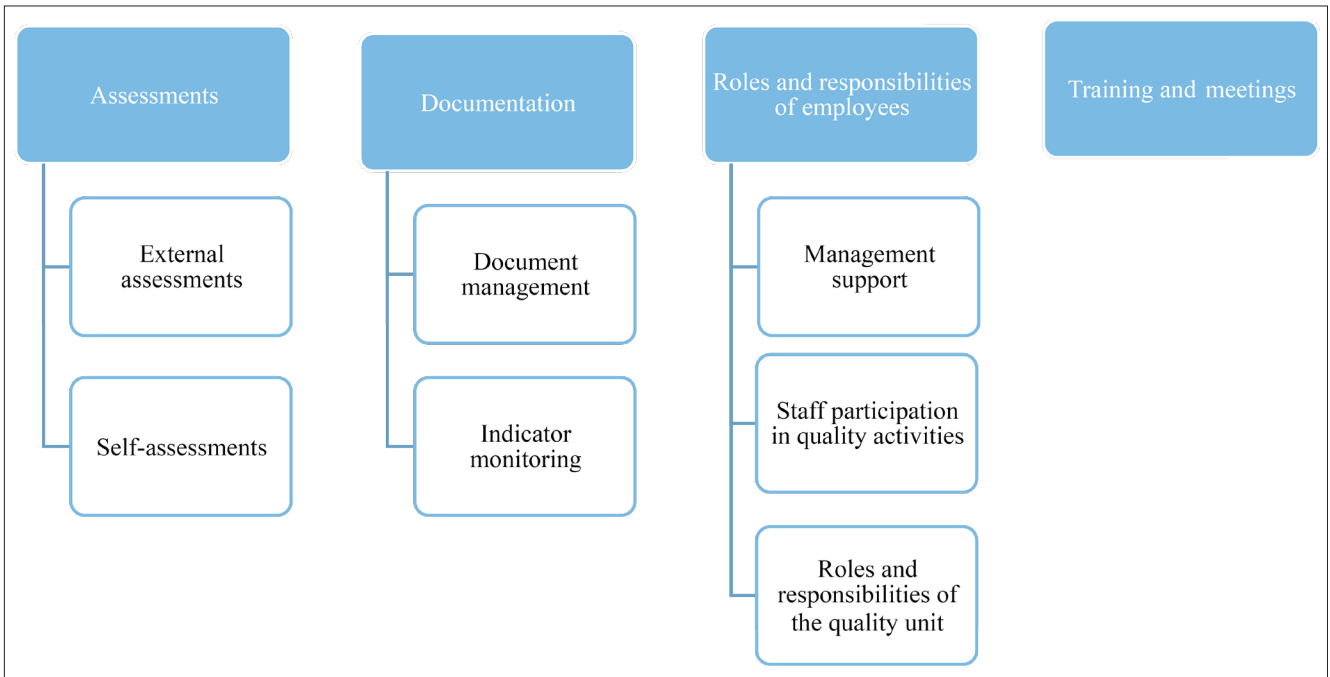 Assessments
External
assessments
Self-assessments
Documentation
Document
management
Indicator
monitoring
Roles and responsibilities
of employees
Management
support
Staff participation
in quality activities
Roles and
responsibilities of
the quality unit
Training and meetings